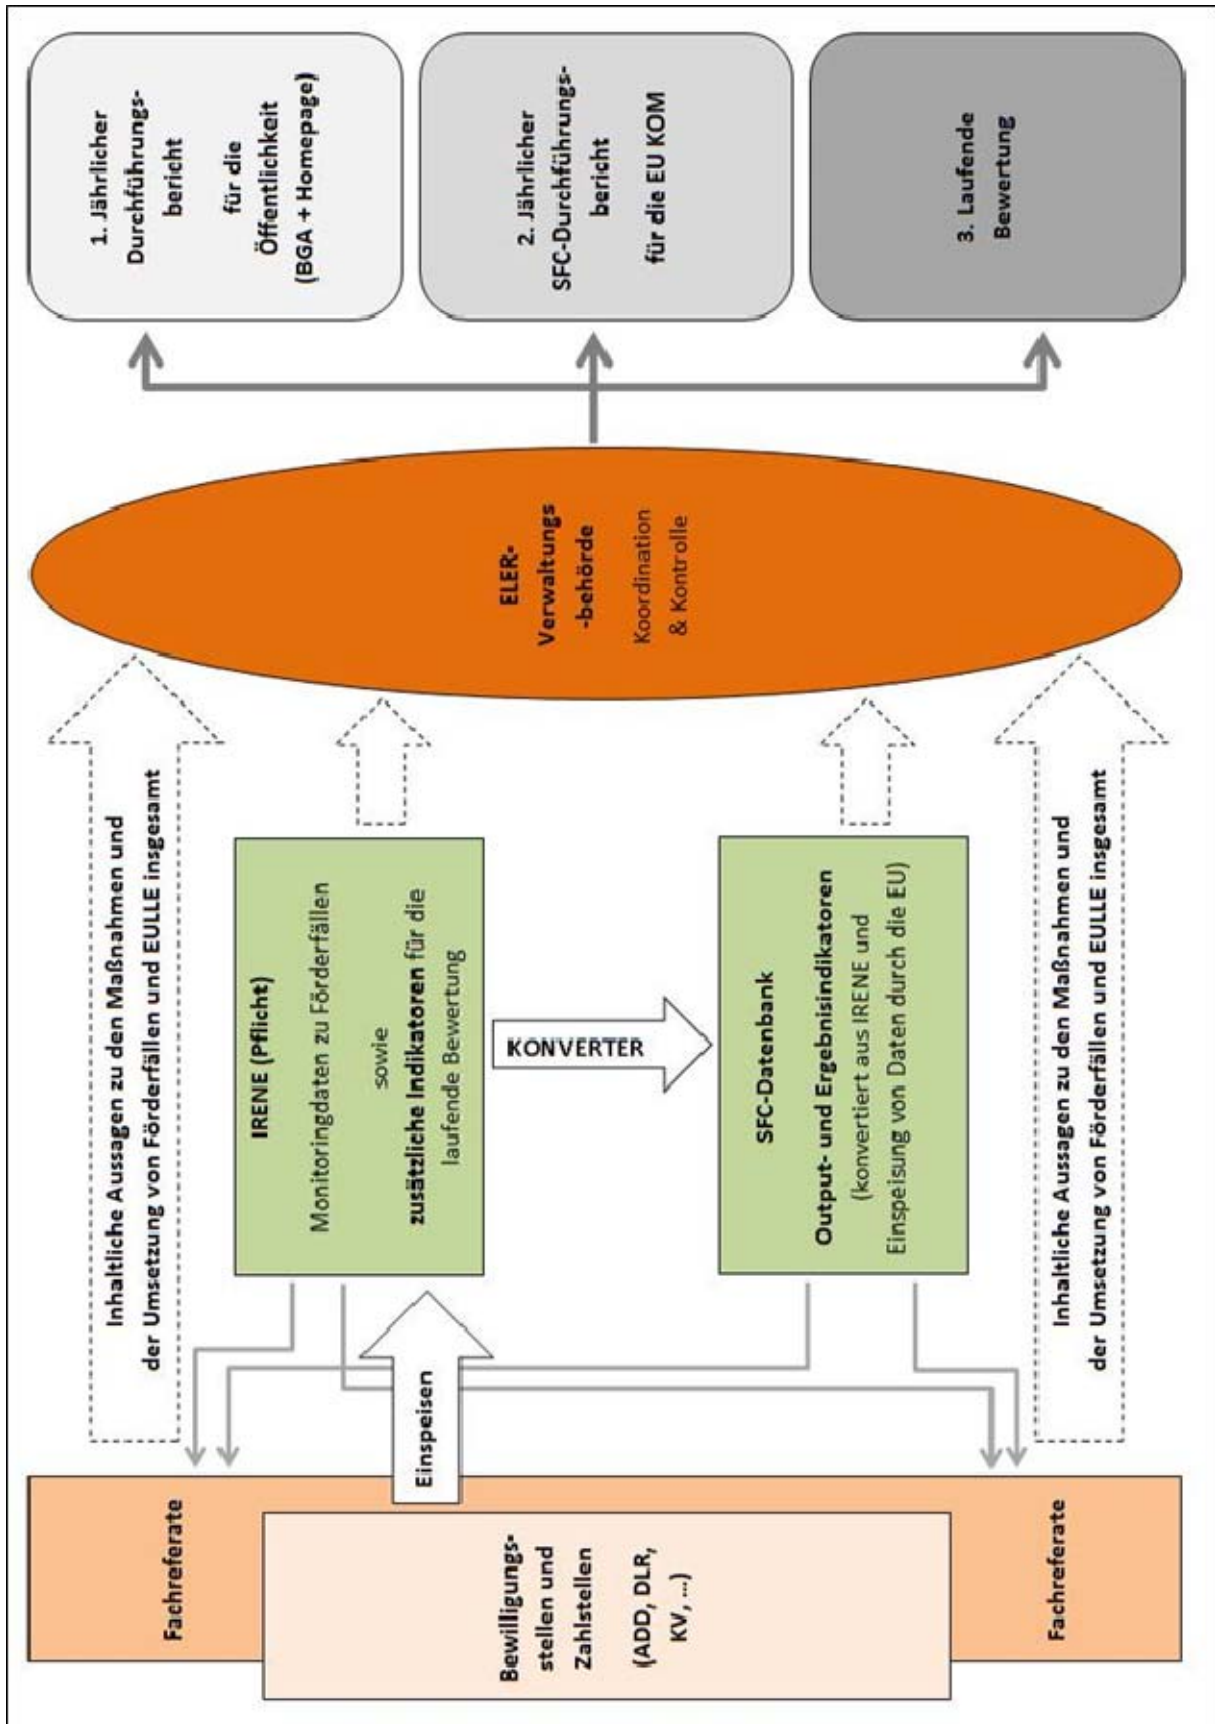 Fachreferate
Bewilligungs-
stellen und
Zahlstellen
(ADD, DLR,
KV, ...)
Fachreferate
Einspeisen
Inhaltliche Aussagen zu den Maßnahmen und
der Umsetzung von Förderfällen und EULLE insgesamt
IRENE (Pflicht)
Monitoringdaten zu Förderfällen
sowie
zusätzliche Indikatoren für die
laufende Bewertung
KONVERTER
SFC-Datenbank
Output- und Ergebnisindikatoren
(konvertiert aus IRENE und
Einspeisung von Daten durch die EU)
Inhaltliche Aussagen zu den Maßnahmen und
der Umsetzung von Förderfällen und EULLE insgesamt
ELER-
Verwaltungs
-behörde
Koordination
& Kontrolle
1. Jährlicher
Durchführungs-
bericht
für die
Öffentlichkeit
(BGA + Homepage)
2. Jährlicher
SFC-Durchführungs-
bericht
für die EU KOM
3. Laufende
Bewertung